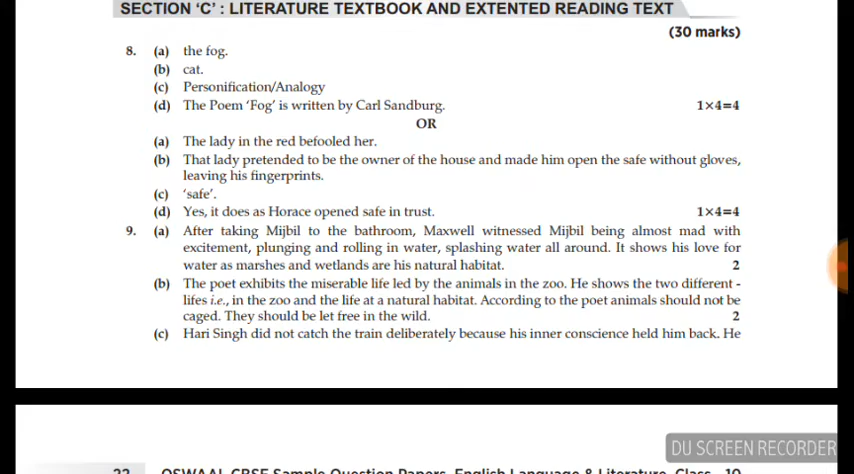 SECTION 'C' : LITERATURE TEXTBOOK AND EXTENTED READING TEXT
(30 marks)
8. (a) the fog.
(b) cat.
(c) Personification/Analogy
(d) The Poem 'Fog' is written by Carl Sandburg. 1×4=4
OR
(a) The lady in the red befooled her.
(b) That lady pretended to be the owner of the house and made him open the safe without gloves,
leaving his fingerprints.
(c) 'safe'.
(d) Yes, it does as Horace opened safe in trust. 1×4=4
9. (a) After taking Mijbil to the bathroom, Maxwell witnessed Mijbil being almost mad with
excitement, plunging and rolling in water, splashing water all around. It shows his love for
water as marshes and wetlands are his natural habitat. 2
(b) The poet exhibits the miserable life led by the animals in the zoo. He shows the two different -
lifes i.e., in the zoo and the life at a natural habitat. According to the poet animals should not be
caged. They should be let free in the wild. 2
(c) Hari Singh did not catch the train deliberately because his inner conscience held him back. He
22 OSWAAL CBSE Sample Question Papers, English Language & Literature, Class - 10
DU SCREEN RECORDER